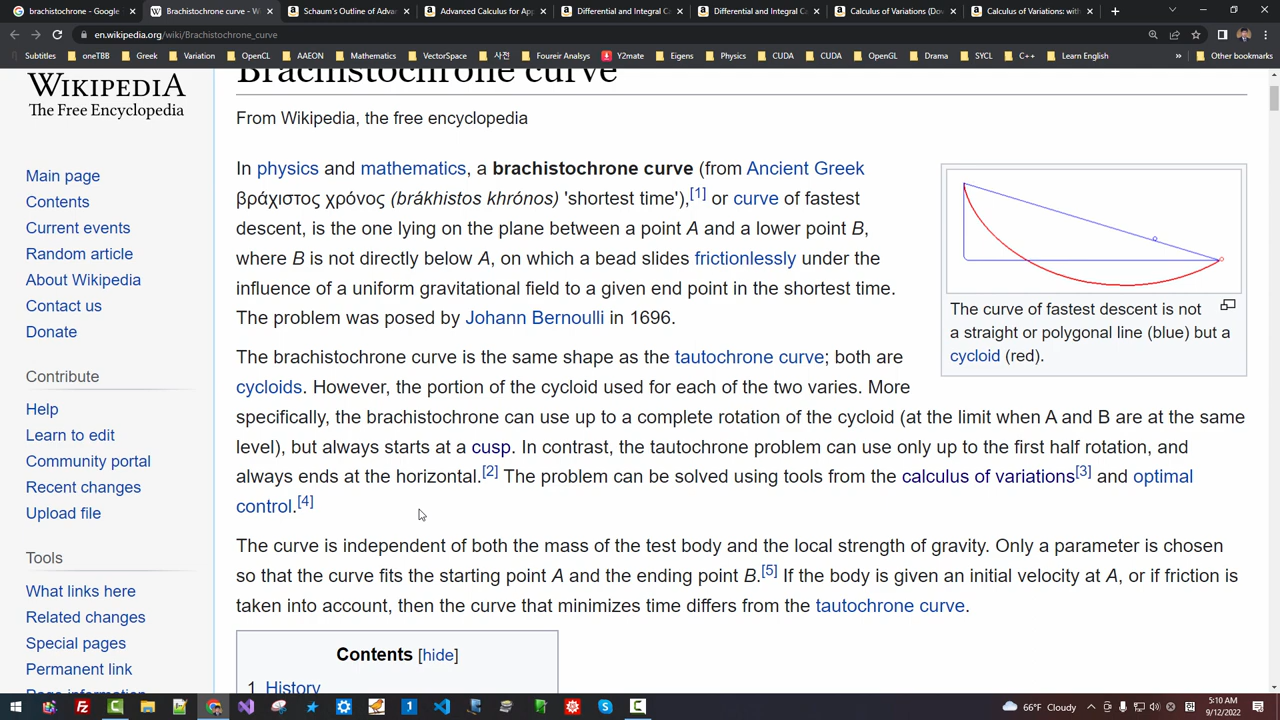 brachistochrone - Google
Brachistochrone curve - Wi
Schaum's Outline of Advar
Advanced Calculus for App
Differential and Integral Ca
Differential and Integral Ca
Calculus of Variations (Dov
Calculus of Variations: with
en.wikipedia.org/wiki/Brachistochrone_curve
Subtitles
oneTBB
Greek
Variation
OpenCL
AAEON
Mathematics
VectorSpace
사전
Foureir Analsys
Y2mate
Eigens
Physics
CUDA
CUDA
OpenGL
Drama
SYCL
C++
Learn English
Other bookmarks
WIKIPEDIA
The Free Encyclopedia
Main page
Contents
Current events
Random article
About Wikipedia
Contact us
Donate
Contribute
Help
Learn to edit
Community portal
Recent changes
Upload file
Tools
What links here
Related changes
Special pages
Permanent link
Page information
Brachistochrone curve
From Wikipedia, the free encyclopedia
In physics and mathematics, a brachistochrone curve (from Ancient Greek
βράχιστος χρόνος (brákhistos khrónos) 'shortest time'),[1] or curve of fastest
descent, is the one lying on the plane between a point A and a lower point B,
where B is not directly below A, on which a bead slides frictionlessly under the
influence of a uniform gravitational field to a given end point in the shortest time.
The problem was posed by Johann Bernoulli in 1696.
The curve of fastest descent is not
a straight or polygonal line (blue) but a
cycloid (red).
The brachistochrone curve is the same shape as the tautochrone curve; both are
cycloids. However, the portion of the cycloid used for each of the two varies. More
specifically, the brachistochrone can use up to a complete rotation of the cycloid (at the limit when A and B are at the same
level), but always starts at a cusp. In contrast, the tautochrone problem can use only up to the first half rotation, and
always ends at the horizontal.[2] The problem can be solved using tools from the calculus of variations[3] and optimal
control.[4]
The curve is independent of both the mass of the test body and the local strength of gravity. Only a parameter is chosen
so that the curve fits the starting point A and the ending point B.[5] If the body is given an initial velocity at A, or if friction is
taken into account, then the curve that minimizes time differs from the tautochrone curve.
Contents [hide]
1 History
66°F Cloudy
5:10 AM
9/12/2022